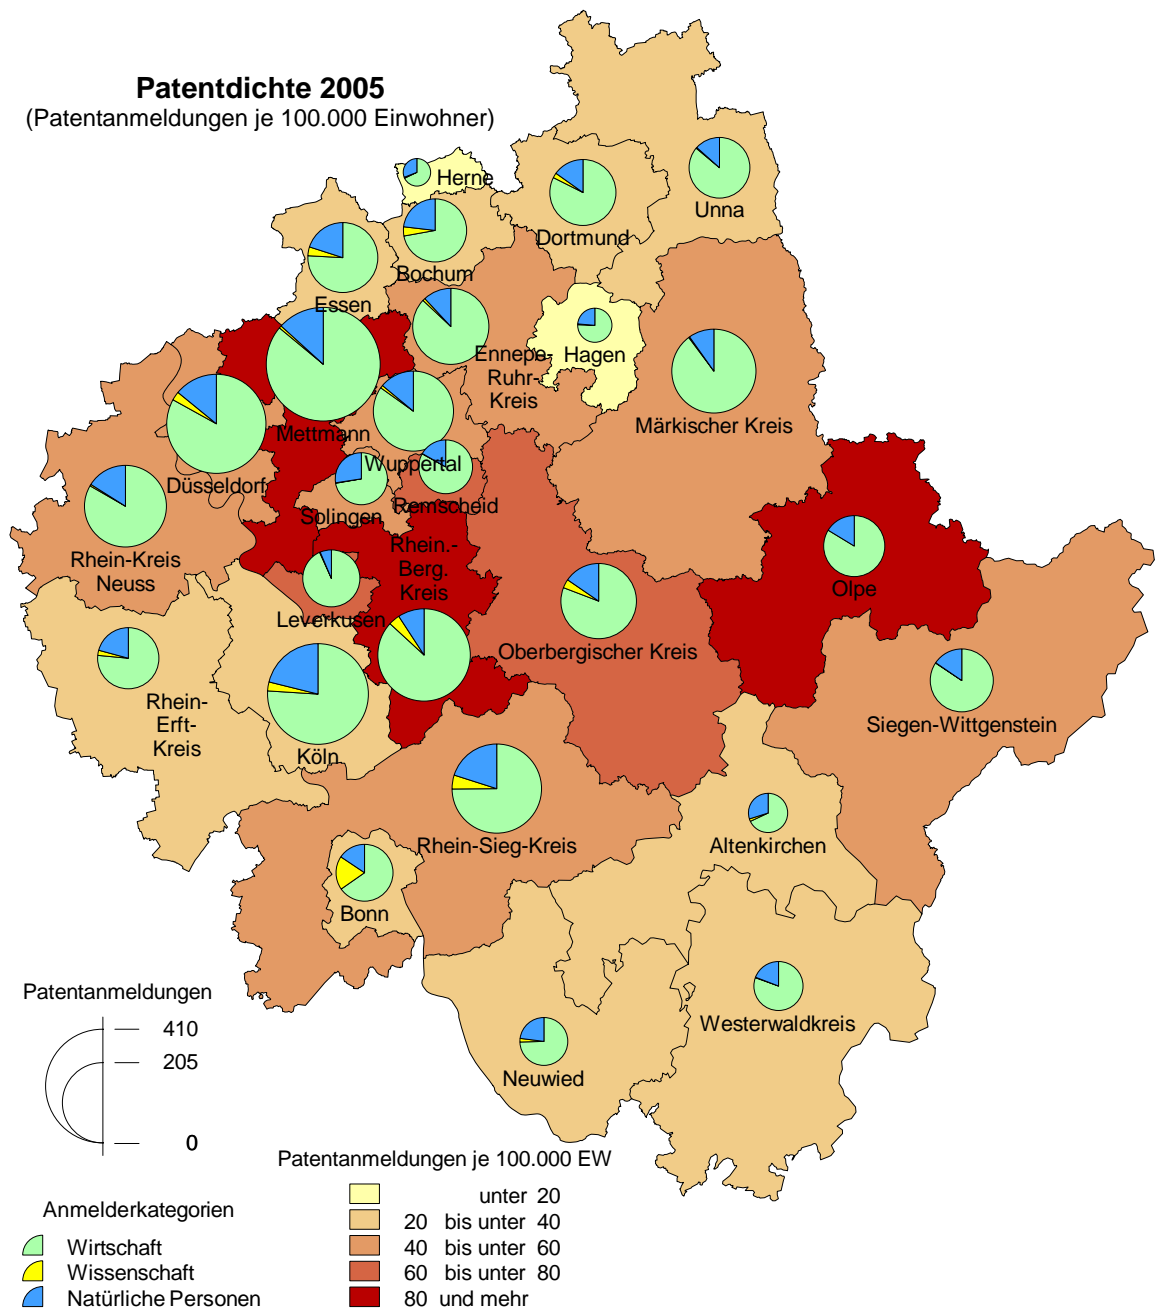 Patentdichte 2005
(Patentanmeldungen je 100.000 Einwohner)
Herne
Unna
Dortmund
Bochum
Essen
Ennepe-
Ruhr-
Kreis
Hagen
Märkischer Kreis
Mettmann
Wuppertal
Düsseldorf
Remscheid
Solingen
Rhein-Kreis
Neuss
Rhein.-
Berg.
Kreis
Olpe
Leverkusen
Oberbergischer Kreis
Rhein-
Erft-
Kreis
Siegen-Wittgenstein
Köln
Rhein-Sieg-Kreis
Altenkirchen
Bonn
Westerwaldkreis
Neuwied
Patentanmeldungen
410
205
0
Anmelderkategorien
Wirtschaft
Wissenschaft
Natürliche Personen
Patentanmeldungen je 100.000 EW
unter 20
20 bis unter 40
40 bis unter 60
60 bis unter 80
80 und mehr